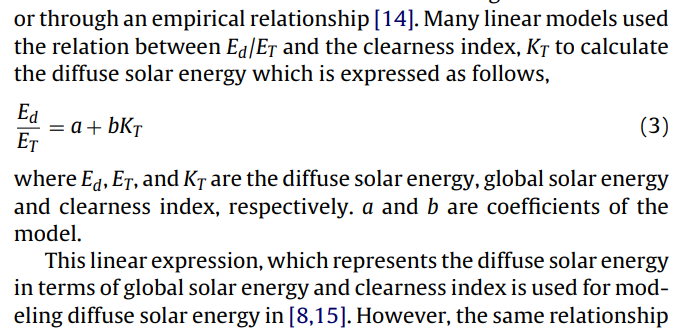 or through an empirical relationship [14]. Many linear models used
the relation between E_d/E_T and the clearness index, K_T to calculate
the diffuse solar energy which is expressed as follows,
E_d/E_T = a + bK_T (3)
where E_d, E_T, and K_T are the diffuse solar energy, global solar energy
and clearness index, respectively. a and b are coefficients of the
model.
This linear expression, which represents the diffuse solar energy
in terms of global solar energy and clearness index is used for mod-
eling diffuse solar energy in [8,15]. However, the same relationship